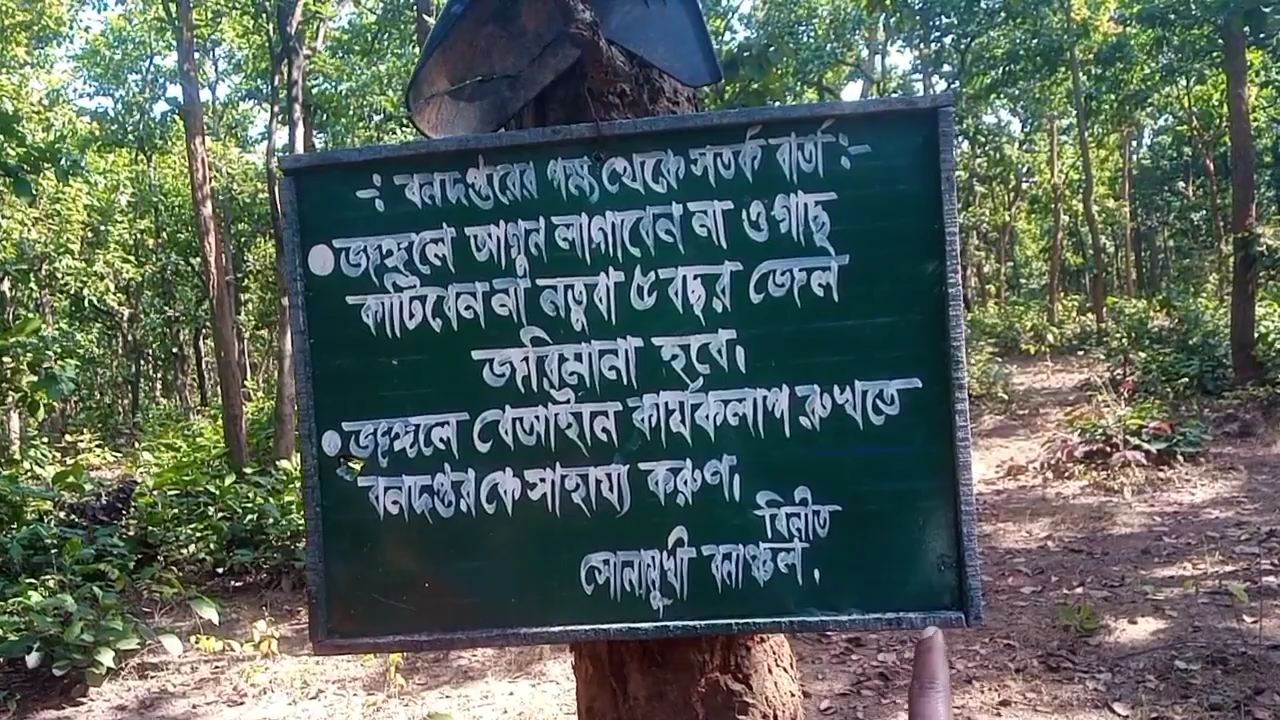 -: বনদপ্তরের পক্ষ থেকে সতর্ক বার্তা :-
● জঙ্গলে আগুন লাগাবেন না ও গাছ
কাটিবেন না নতুবা ৫ বছর জেল
জরিমানা হবে।
● জঙ্গলে বেআইনি কার্যকলাপ রুখতে
বনদপ্তর কে সাহায্য করুণ।
বিনীত
সোনামুখী বনাঞ্চল.